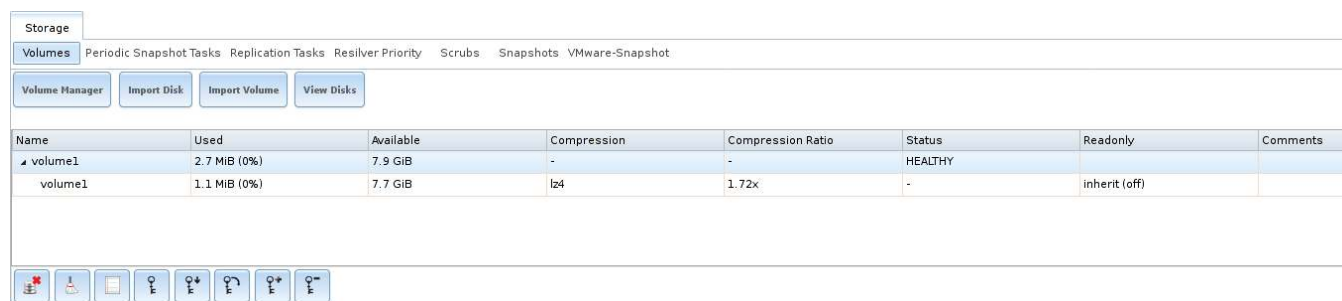 Storage
Volumes Periodic Snapshot Tasks Replication Tasks Resilver Priority Scrubs Snapshots VMware-Snapshot
Volume Manager Import Disk Import Volume View Disks
Name Used Available Compression Compression Ratio Status Readonly Comments
volume1 2.7 MiB (0%) 7.9 GiB - - HEALTHY
volume1 1.1 MiB (0%) 7.7 GiB lz4 1.72x - inherit (off)